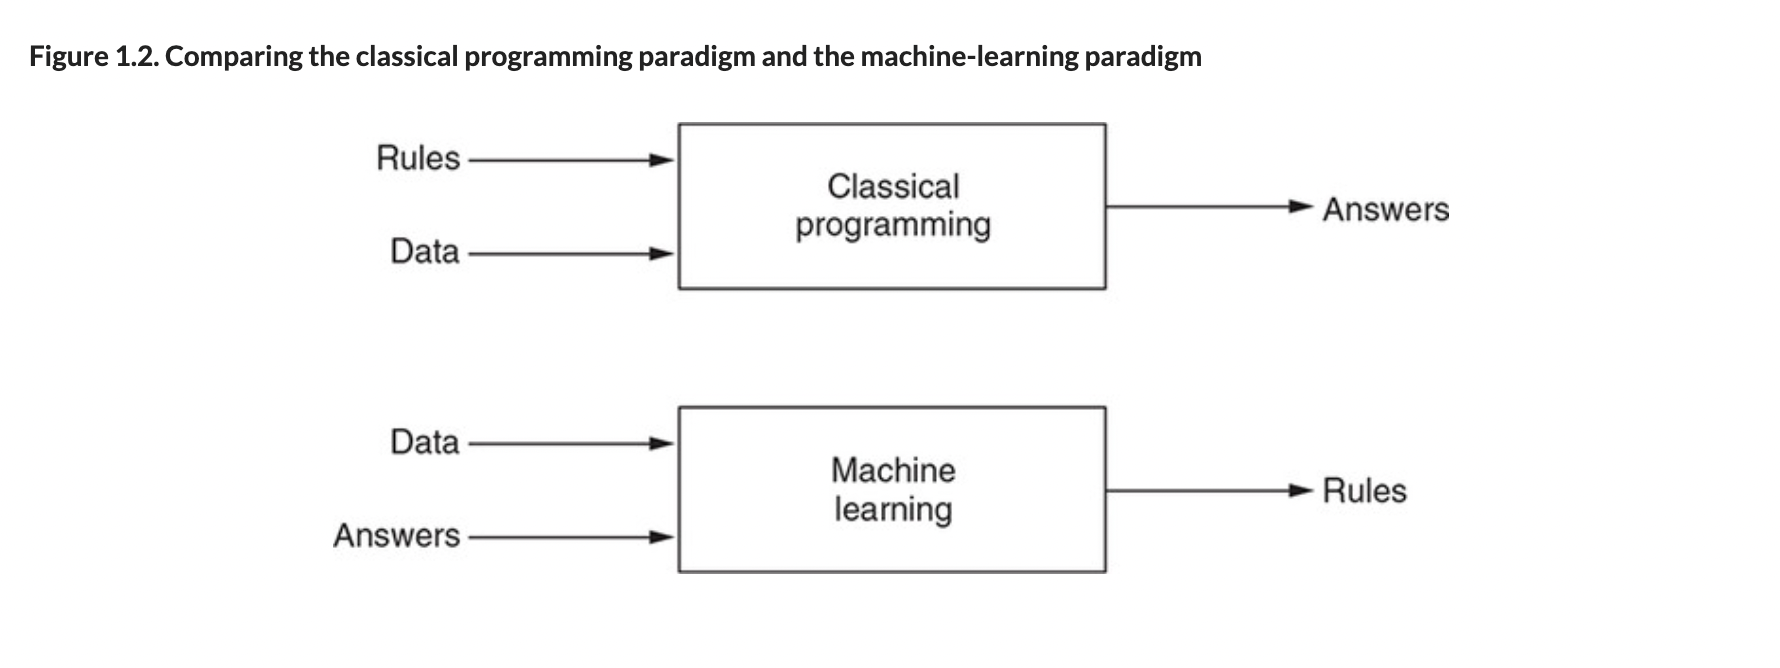 Figure 1.2. Comparing the classical programming paradigm and the machine-learning paradigm
Rules
Data
Classical
programming
Answers
Data
Answers
Machine
learning
Rules